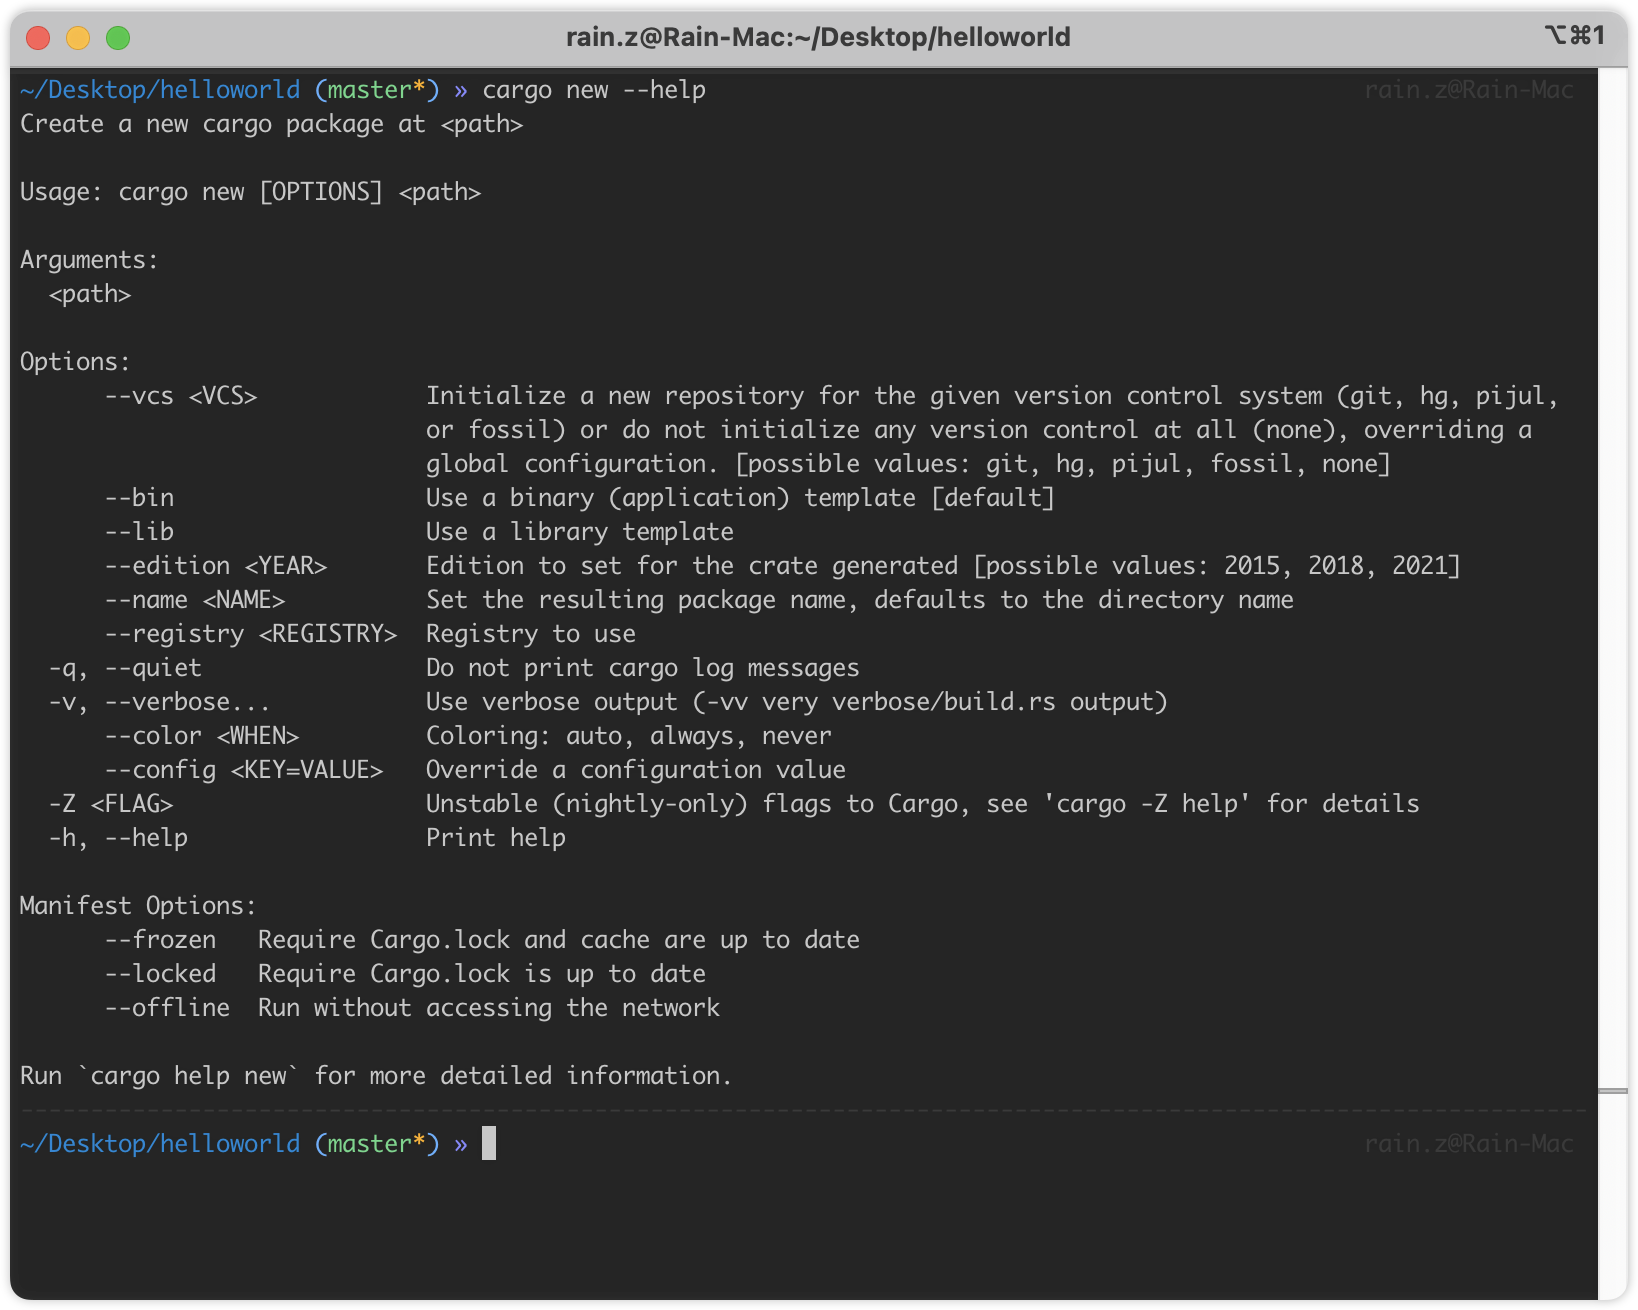 rain.z@Rain-Mac:~/Desktop/helloworld ⌥⌘1
~/Desktop/helloworld (master*) » cargo new --help rain.z@Rain-Mac
Create a new cargo package at <path>

Usage: cargo new [OPTIONS] <path>

Arguments:
  <path>

Options:
      --vcs <VCS>            Initialize a new repository for the given version control system (git, hg, pijul,
                             or fossil) or do not initialize any version control at all (none), overriding a
                             global configuration. [possible values: git, hg, pijul, fossil, none]
      --bin                  Use a binary (application) template [default]
      --lib                  Use a library template
      --edition <YEAR>       Edition to set for the crate generated [possible values: 2015, 2018, 2021]
      --name <NAME>          Set the resulting package name, defaults to the directory name
      --registry <REGISTRY>  Registry to use
  -q, --quiet                Do not print cargo log messages
  -v, --verbose...           Use verbose output (-vv very verbose/build.rs output)
      --color <WHEN>         Coloring: auto, always, never
      --config <KEY=VALUE>   Override a configuration value
  -Z <FLAG>                  Unstable (nightly-only) flags to Cargo, see 'cargo -Z help' for details
  -h, --help                 Print help

Manifest Options:
      --frozen   Require Cargo.lock and cache are up to date
      --locked   Require Cargo.lock is up to date
      --offline  Run without accessing the network

Run `cargo help new` for more detailed information.
~/Desktop/helloworld (master*) » rain.z@Rain-Mac